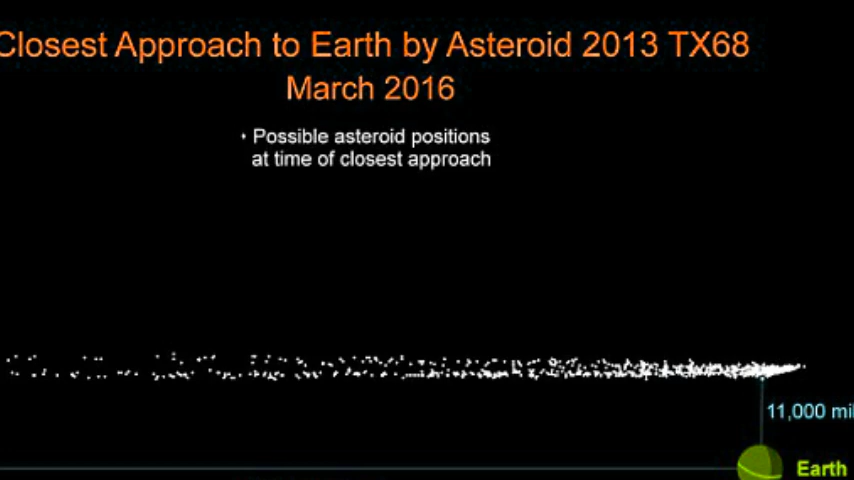 Closest Approach to Earth by Asteroid 2013 TX68
March 2016
Possible asteroid positions
at time of closest approach
11,000 mil
Earth